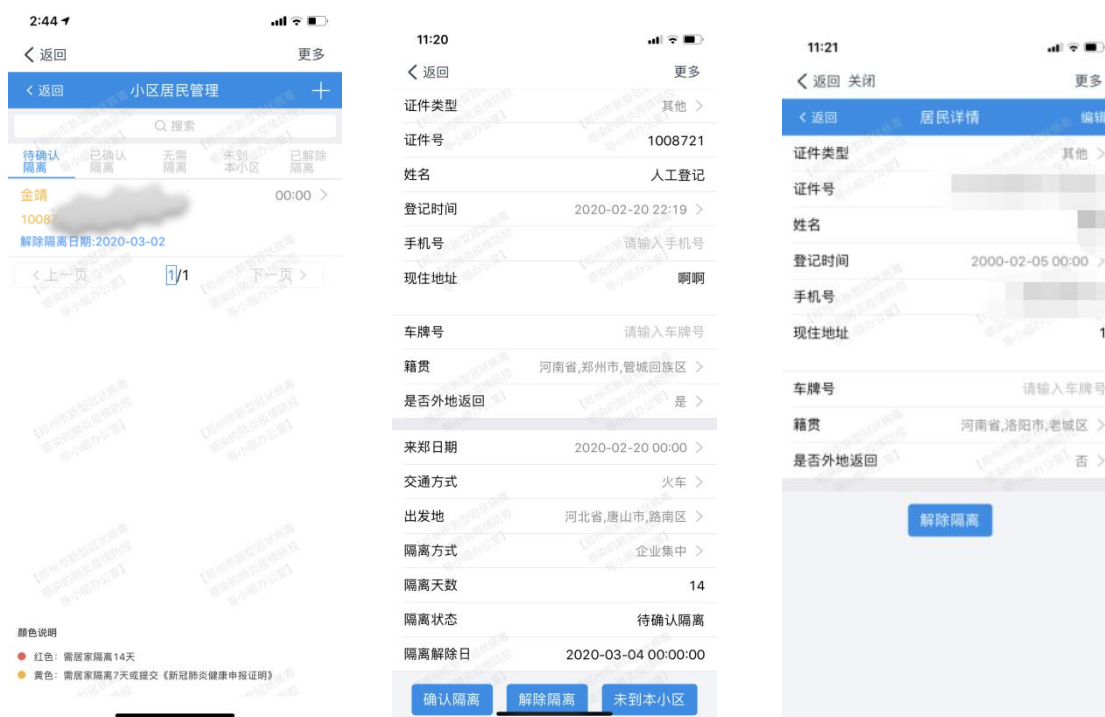 2:44
返回
更多
返回
小区居民管理
搜索
待确认
隔离
已确认
隔离
无需
隔离
未到
本小区
已解除
隔离
金靖
00:00
1008
解除隔离日期:2020-03-02
上一页
1/1
下一页
颜色说明
红色：需居家隔离14天
黄色：需居家隔离7天或提交《新冠肺炎健康申报证明》
11:20
返回
更多
证件类型
其他
证件号
1008721
姓名
人工登记
登记时间
2020-02-20 22:19
手机号
请输入手机号
现住地址
啊啊
车牌号
请输入车牌号
籍贯
河南省,郑州市,管城回族区
是否外地返回
是
来郑日期
2020-02-20 00:00
交通方式
火车
出发地
河北省,唐山市,路南区
隔离方式
企业集中
隔离天数
14
隔离状态
待确认隔离
隔离解除日
2020-03-04 00:00:00
确认隔离
解除隔离
未到本小区
11:21
返回 关闭
更多
返回
居民详情
编辑
证件类型
其他
证件号
姓名
登记时间
2000-02-05 00:00
手机号
现住地址
1
车牌号
请输入车牌号
籍贯
河南省,洛阳市,老城区
是否外地返回
否
解除隔离